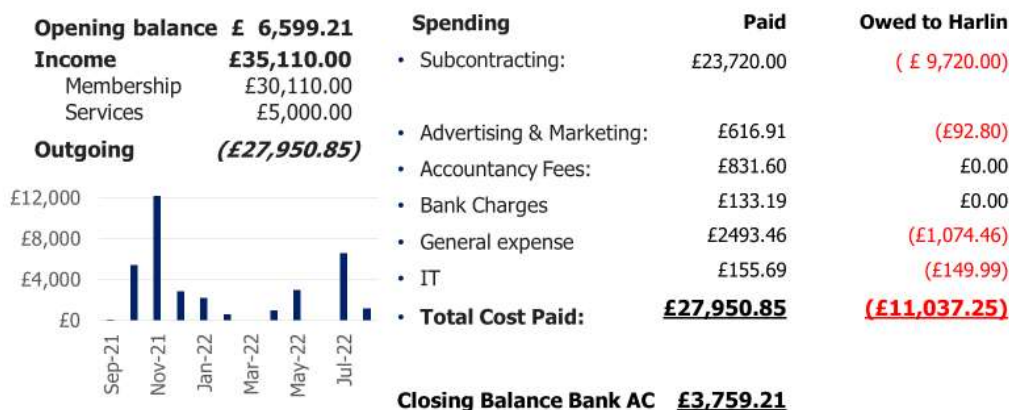 Opening balance £ 6,599.21
Income £35,110.00
Membership £30,110.00
Services £5,000.00
Outgoing (£27,950.85)
£12,000
£8,000
£4,000
£0
Sep-21 Nov-21 Jan-22 Mar-22 May-22 Jul-22
Spending Paid Owed to Harlin
• Subcontracting: £23,720.00 ( £ 9,720.00)
• Advertising & Marketing: £616.91 (£92.80)
• Accountancy Fees: £831.60 £0.00
• Bank Charges £133.19 £0.00
• General expense £2493.46 (£1,074.46)
• IT £155.69 (£149.99)
• Total Cost Paid: £27,950.85 (£11,037.25)
Closing Balance Bank AC £3,759.21